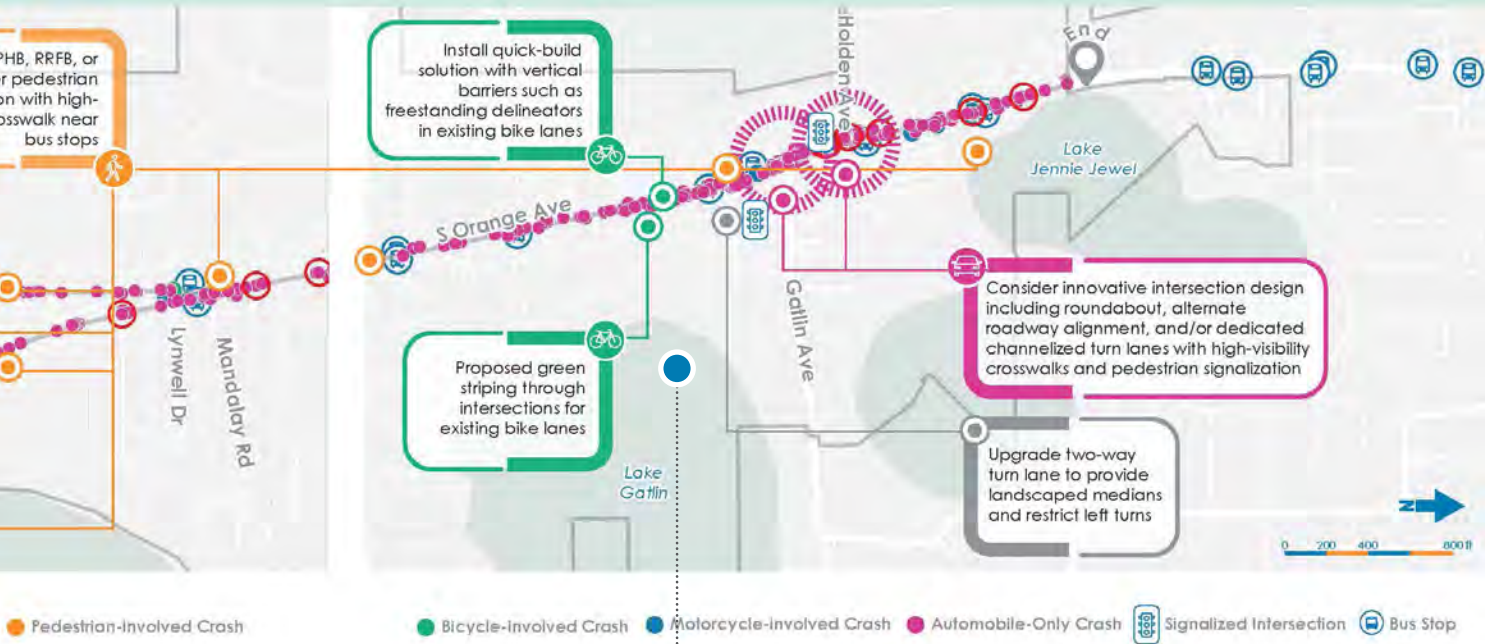 PHB, RRFB, or
pedestrian
with high-
crosswalk near
bus stops
Install quick-build
solution with vertical
barriers such as
freestanding delineators
in existing bike lanes
Holden Ave
End
Lake
Jennie Jewel
S Orange Ave
Lynwell Dr
Mandalay Rd
Gatlin Ave
Consider innovative intersection design
including roundabout, alternate
roadway alignment, and/or dedicated
channelized turn lanes with high-visibility
crosswalks and pedestrian signalization
Proposed green
striping through
intersections for
existing bike lanes
Lake
Gatlin
Upgrade two-way
turn lane to provide
landscaped medians
and restrict left turns
N
0 200 400 800 ft
Pedestrian-Involved Crash
Bicycle-Involved Crash
Motorcycle-Involved Crash
Automobile-Only Crash
Signalized Intersection
Bus Stop